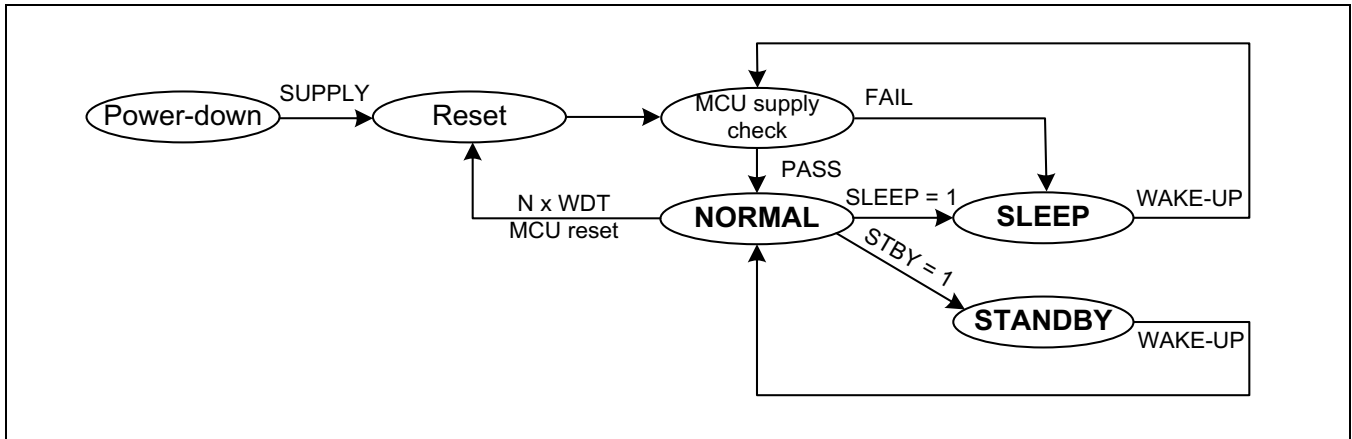 Power-down
SUPPLY
Reset
MCU supply
check
FAIL
PASS
N x WDT
MCU reset
NORMAL
SLEEP = 1
SLEEP
WAKE-UP
STBY = 1
STANDBY
WAKE-UP